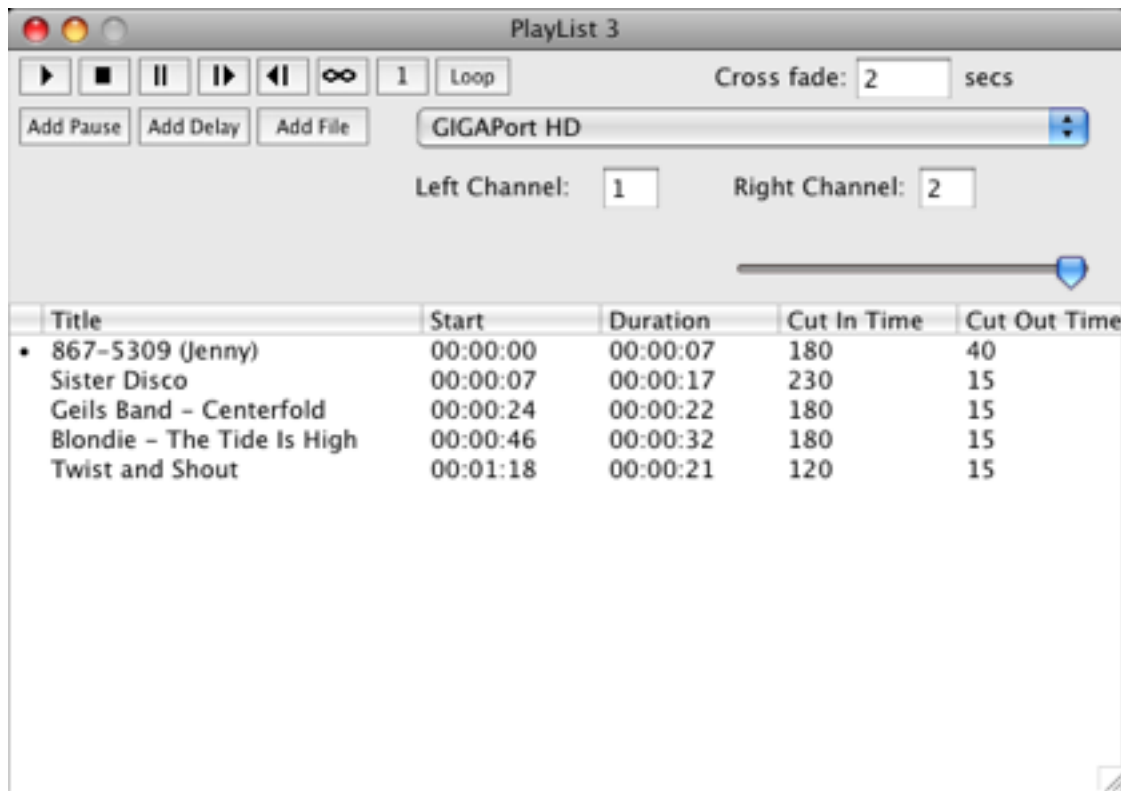 PlayList 3
1 Loop Cross fade: 2 secs
Add Pause Add Delay Add File GIGAPort HD
Left Channel: 1 Right Channel: 2
Title Start Duration Cut In Time Cut Out Time
• 867-5309 (Jenny) 00:00:00 00:00:07 180 40
Sister Disco 00:00:07 00:00:17 230 15
Geils Band - Centerfold 00:00:24 00:00:22 180 15
Blondie - The Tide Is High 00:00:46 00:00:32 180 15
Twist and Shout 00:01:18 00:00:21 120 15